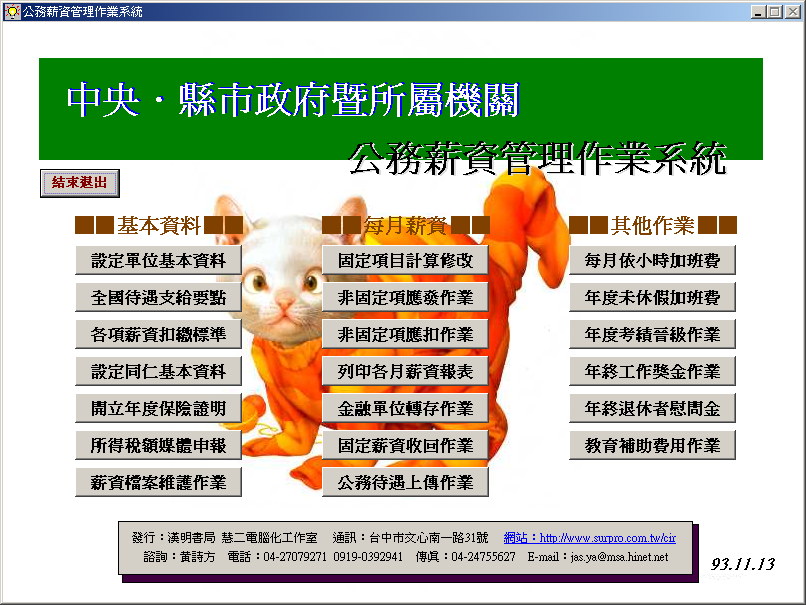 公務薪資管理作業系統
中央．縣市政府暨所屬機關
公務薪資管理作業系統
結束退出
■■基本資料■■
■■每月薪資■■
■■其他作業■■
設定單位基本資料
固定項目計算修改
每月依小時加班費
全國待遇支給要點
非固定項應發作業
年度未休假加班費
各項薪資扣繳標準
非固定項應扣作業
年度考績晉級作業
設定同仁基本資料
列印各月薪資報表
年終工作獎金作業
開立年度保險證明
金融單位轉存作業
年終退休者慰問金
所得稅額媒體申報
固定薪資收回作業
教育補助費用作業
薪資檔案維護作業
公務待遇上傳作業
發行：漢明書局 慧二電腦化工作室 通訊：台中市文心南一路31號 網站：http://www.surpro.com.tw/cir
諮詢：黃詩方 電話：04-27079271 0919-0392941 傳真：04-24755627 E-mail：jas.ya@msa.hinet.net
93.11.13